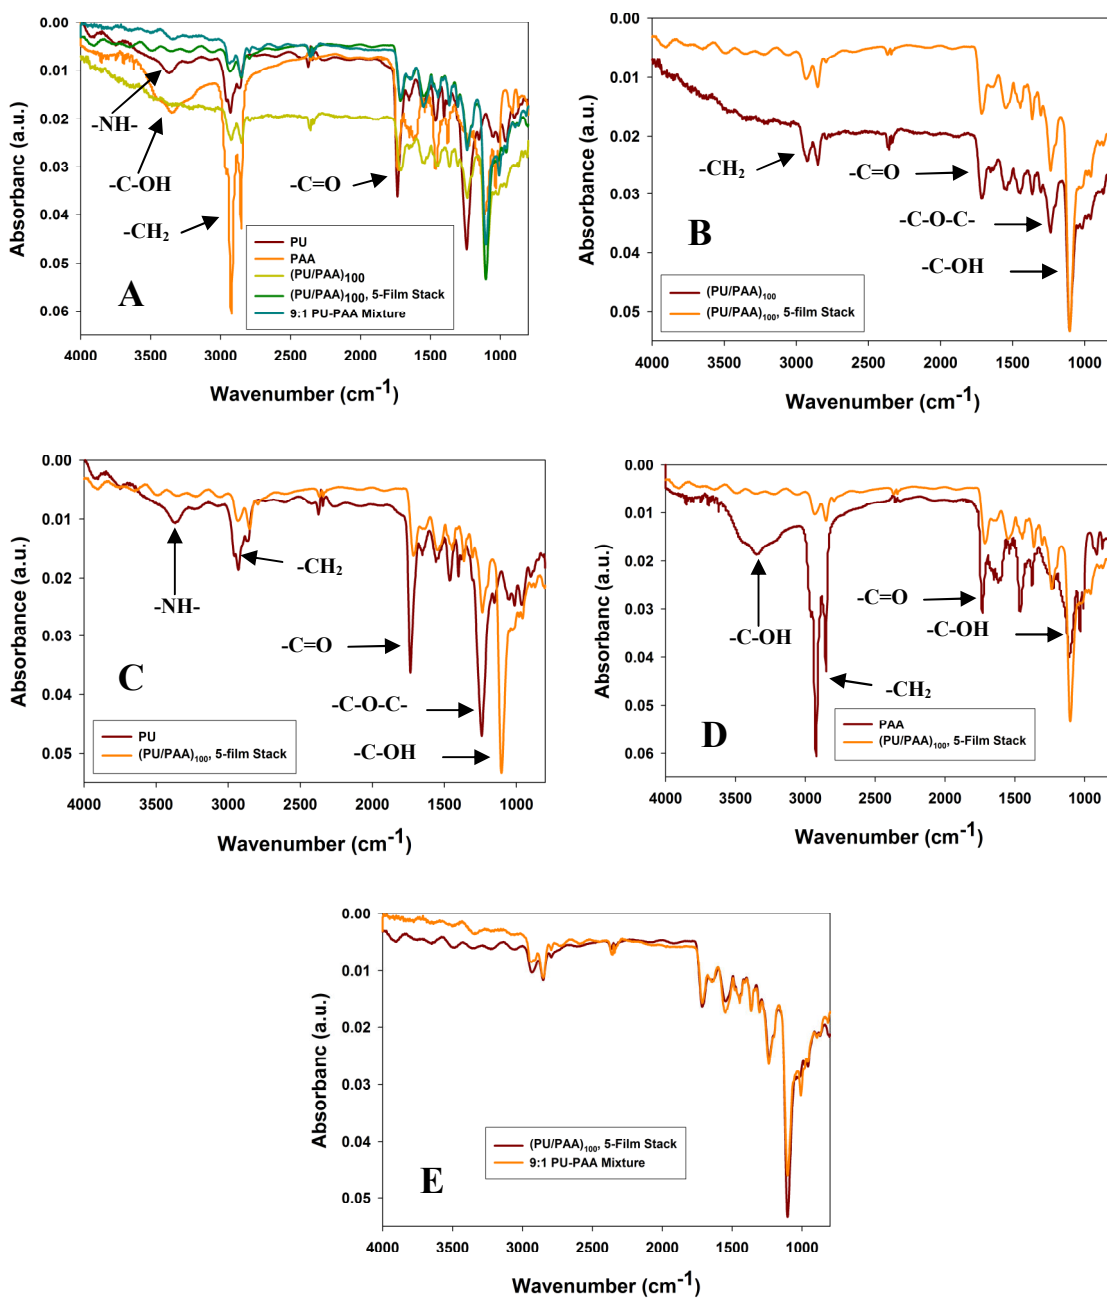 0.00
0.01
0.02
0.03
0.04
0.05
0.06
Absorbanc (a.u.)
-NH-
-C-OH
-CH2
-C=O
A
PU
PAA
(PU/PAA)100
(PU/PAA)100, 5-Film Stack
9:1 PU-PAA Mixture
4000 3500 3000 2500 2000 1500 1000
Wavenumber (cm-1)
0.00
0.01
0.02
0.03
0.04
0.05
Absorbance (a.u.)
-CH2
-C=O
-C-O-C-
-C-OH
B
(PU/PAA)100
(PU/PAA)100, 5-film Stack
4000 3500 3000 2500 2000 1500 1000
Wavenumber (cm-1)
0.00
0.01
0.02
0.03
0.04
0.05
Absorbance (a.u.)
-NH-
-CH2
-C=O
-C-O-C-
-C-OH
C
PU
(PU/PAA)100, 5-film Stack
4000 3500 3000 2500 2000 1500 1000
Wavenumber (cm-1)
0.00
0.01
0.02
0.03
0.04
0.05
0.06
Absorbanc (a.u.)
-C-OH
-CH2
-C=O
-C-OH
D
PAA
(PU/PAA)100, 5-Film Stack
4000 3500 3000 2500 2000 1500 1000
Wavenumber (cm-1)
0.00
0.01
0.02
0.03
0.04
0.05
Absorbanc (a.u.)
(PU/PAA)100, 5-Film Stack
9:1 PU-PAA Mixture
E
4000 3500 3000 2500 2000 1500 1000
Wavenumber (cm-1)